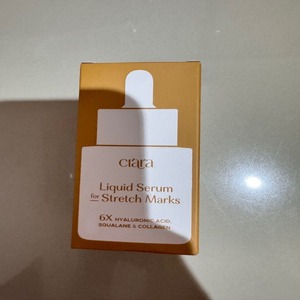 ciara
Liquid Serum
for Stretch Marks
6X HYALURONIC ACID,
SQUALANE & COLLAGEN